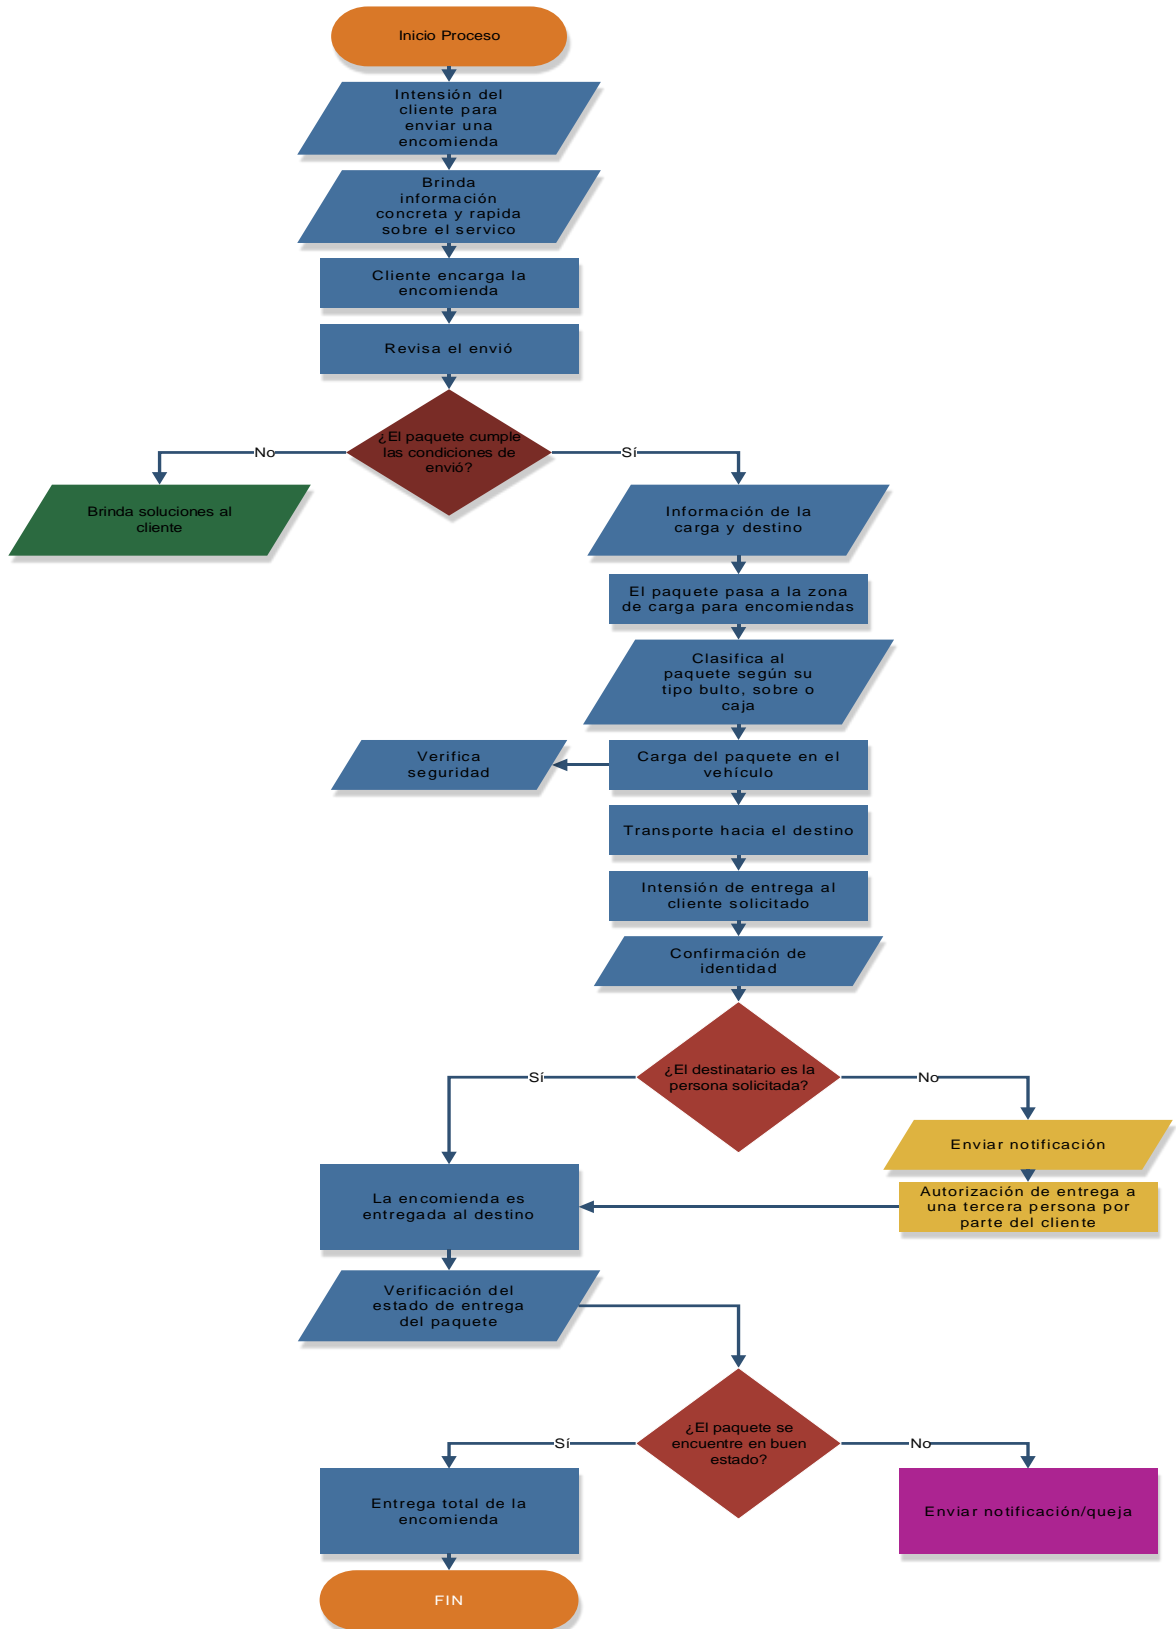 Inicio Proceso
Intensión del
cliente para
enviar una
encomienda
Brinda
información
concreta y rapida
sobre el servico
Cliente encarga la
encomienda
Revisa el envió
¿El paquete cumple
las condiciones de
envió?
No
Sí
Brinda soluciones al
cliente
Información de la
carga y destino
El paquete pasa a la zona
de carga para encomiendas
Clasifica al
paquete según su
tipo bulto, sobre o
caja
Verifica
seguridad
Carga del paquete en el
vehículo
Transporte hacia el destino
Intensión de entrega al
cliente solicitado
Confirmación de
identidad
¿El destinatario es la
persona solicitada?
Sí
No
Enviar notificación
Autorización de entrega a
una tercera persona por
parte del cliente
La encomienda es
entregada al destino
Verificación del
estado de entrega
del paquete
¿El paquete se
encuentre en buen
estado?
Sí
No
Entrega total de la
encomienda
Enviar notificación/queja
FIN